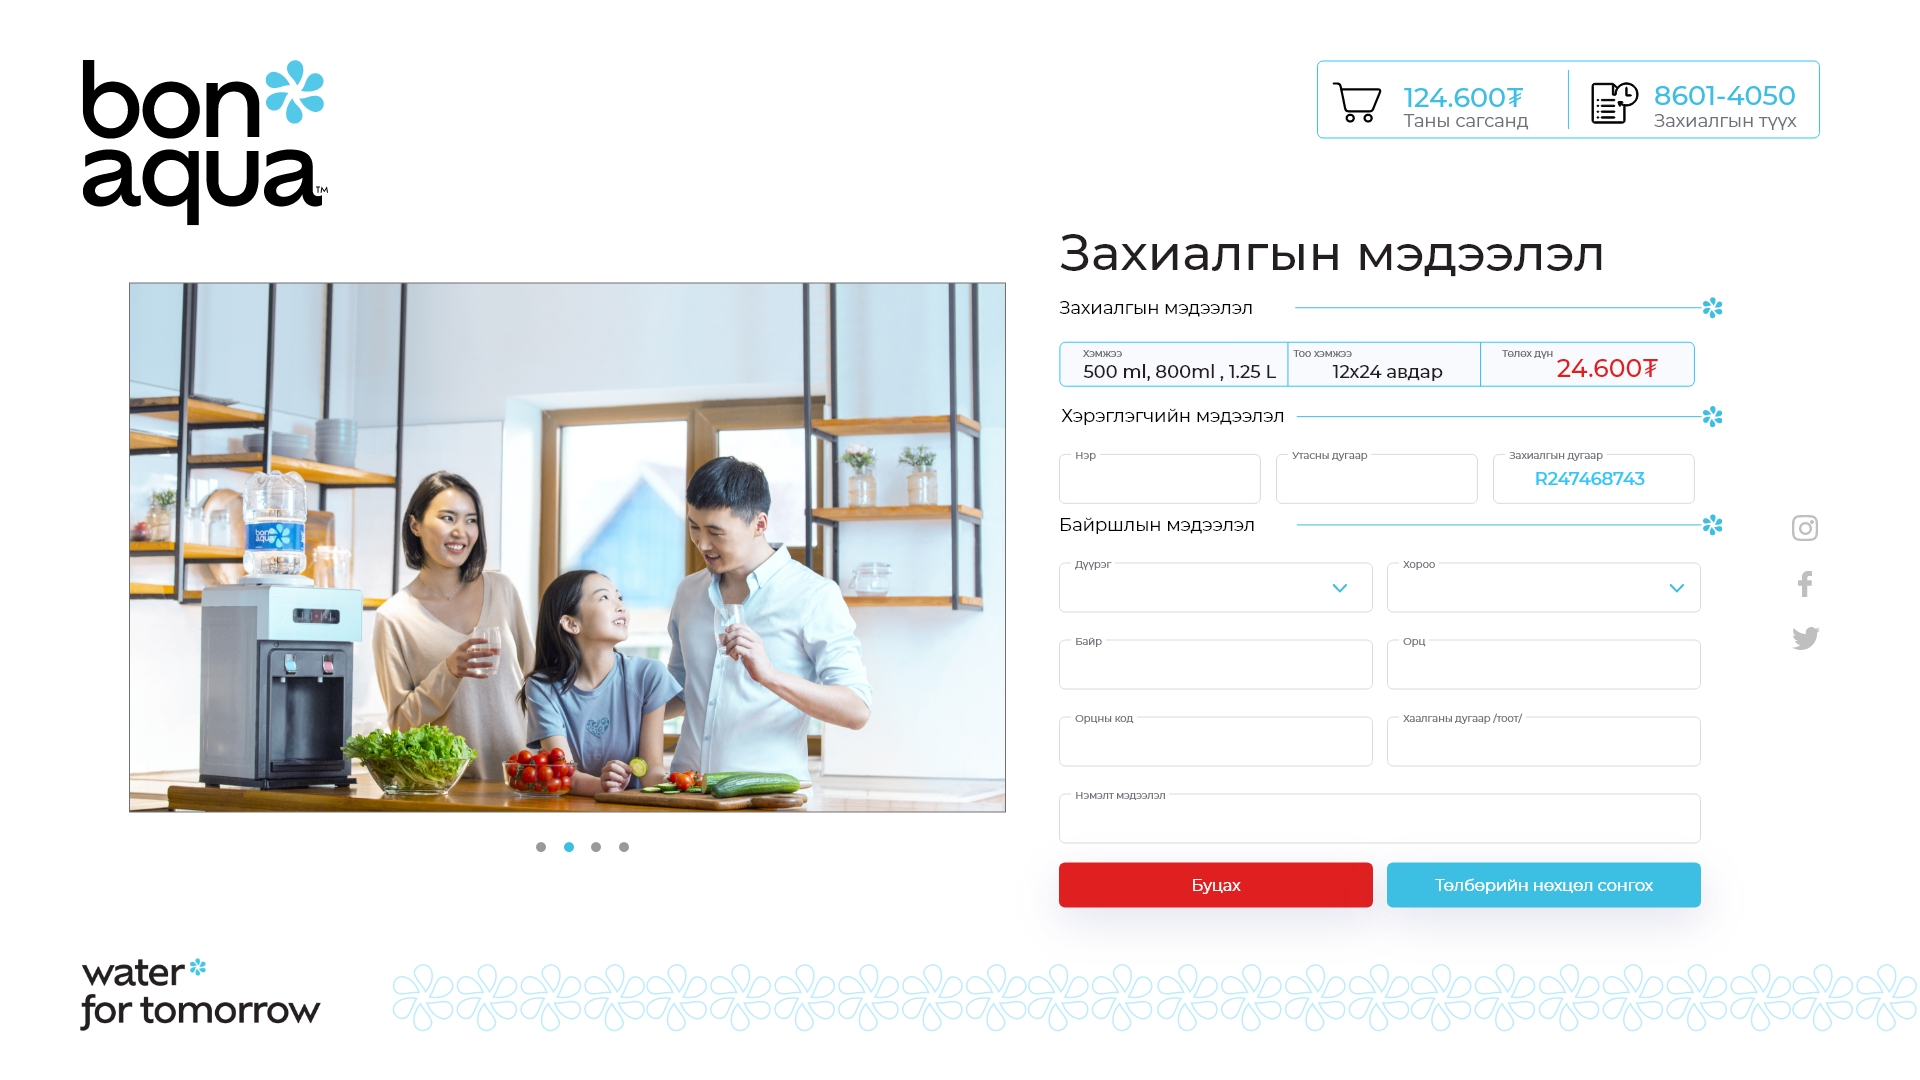 bon
aqua™
124.600₮
Таны сагсанд
8601-4050
Захиалгын түүх
Захиалгын мэдээлэл
Захиалгын мэдээлэл
Хэмжээ
500 ml, 800ml , 1.25 L
Тоо хэмжээ
12x24 авдар
Төлөх дүн
24.600₮
Хэрэглэгчийн мэдээлэл
Нэр
Утасны дугаар
Захиалгын дугаар
R247468743
Байршлын мэдээлэл
Дүүрэг
Хороо
Байр
Орц
Орцны код
Хаалганы дугаар /тоот/
Нэмэлт мэдээлэл
Буцах
Төлбөрийн нөхцөл сонгох
bon
aqua
water
for tomorrow